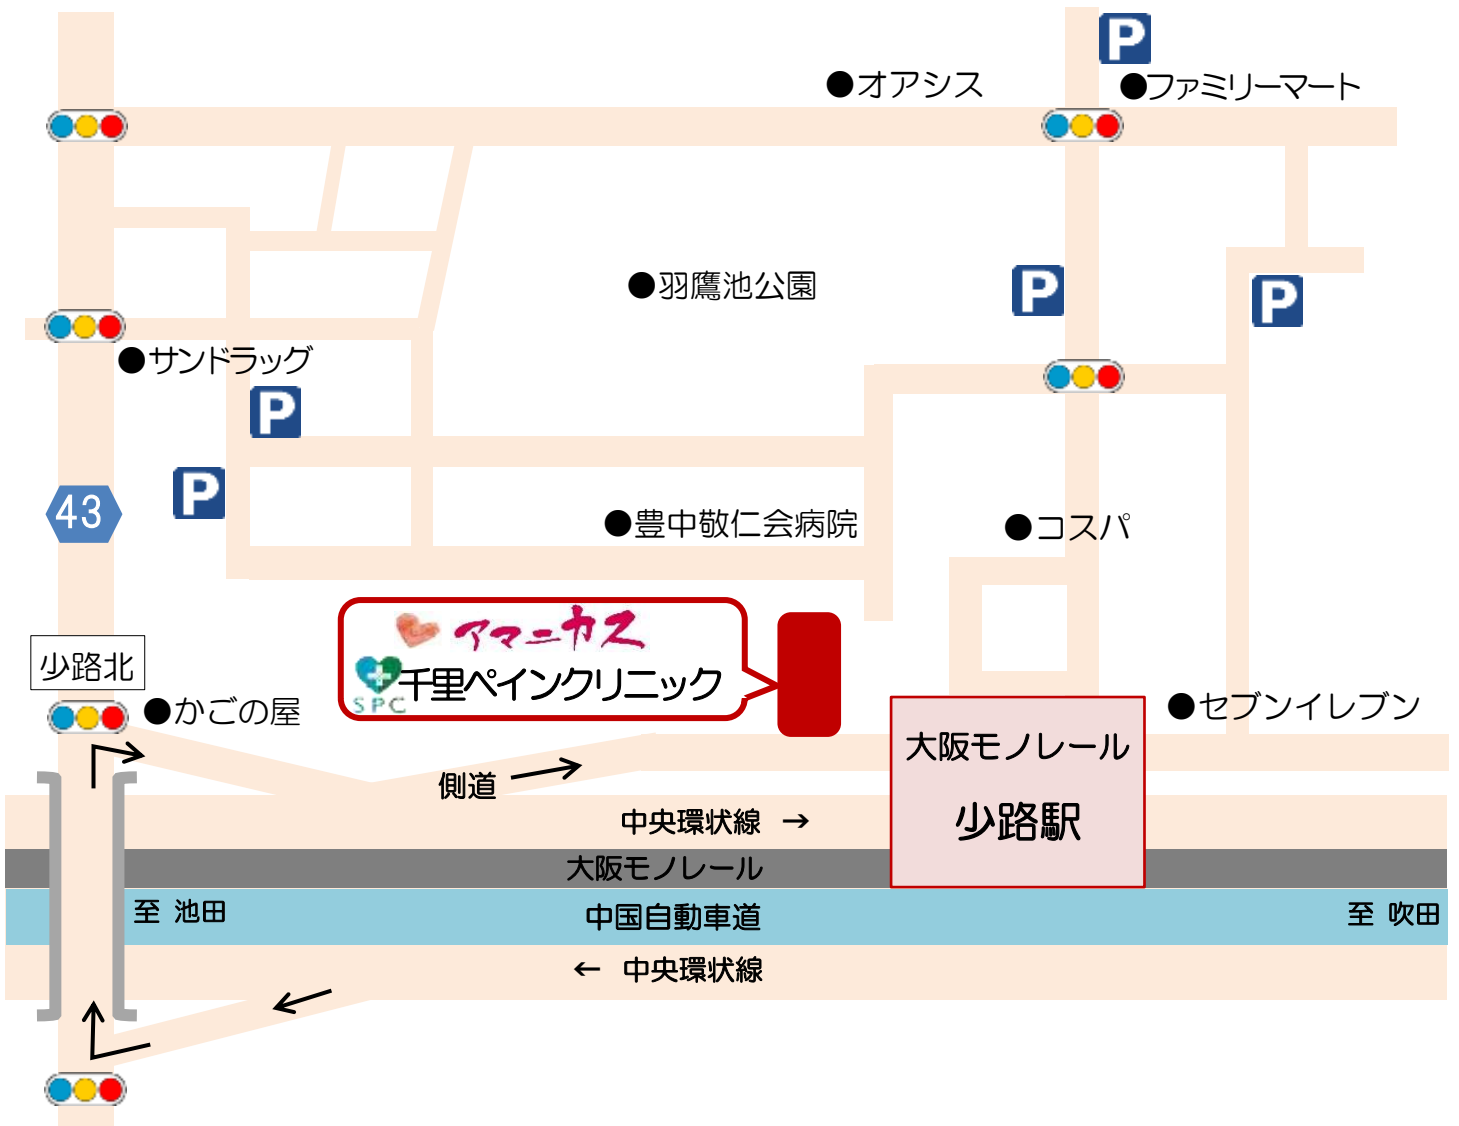 P
●オアシス
●ファミリーマート
●羽鷹池公園
P
P
●サンドラッグ
P
P
43
●豊中敬仁会病院
●コスパ
アマニカス
千里ペインクリニック
SPC
少路北
●かごの屋
●セブンイレブン
大阪モノレール
少路駅
側道
中央環状線 →
大阪モノレール
至 池田
中国自動車道
至 吹田
← 中央環状線